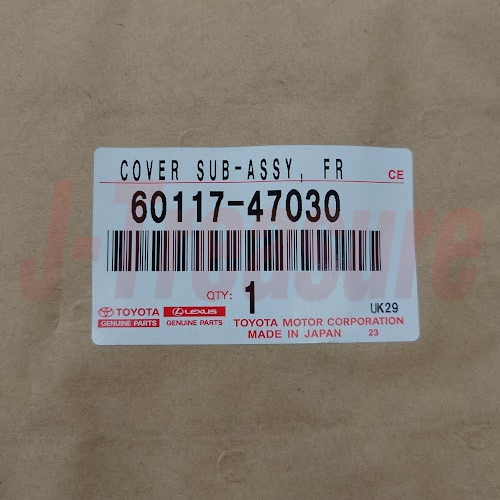 COVER SUB-ASSY, FR CE
60117-47030
QTY: 1
UK29
TOYOTA LEXUS
GENUINE PARTS GENUINE PARTS
TOYOTA MOTOR CORPORATION
MADE IN JAPAN 23
J-Treasure